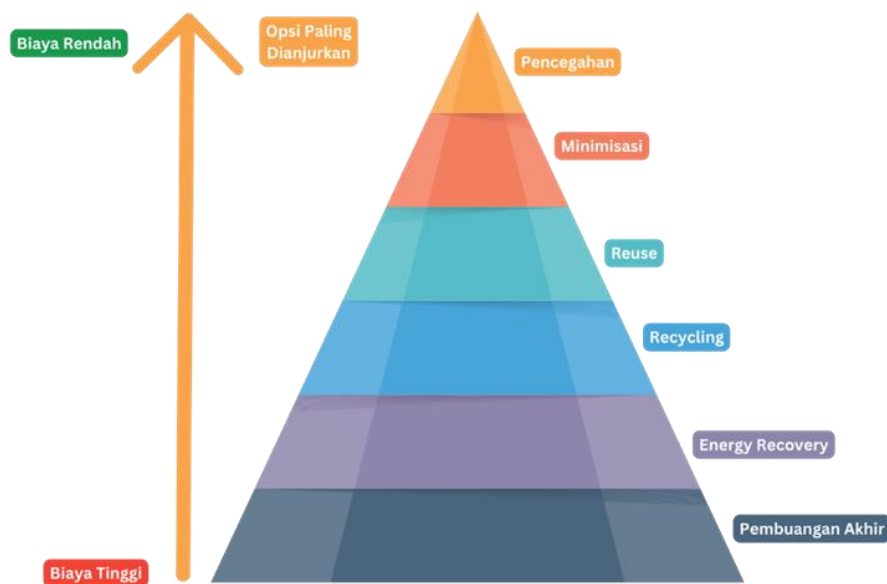 Biaya Rendah
Opsi Paling
Dianjurkan
Pencegahan
Minimisasi
Reuse
Recycling
Energy Recovery
Pembuangan Akhir
Biaya Tinggi